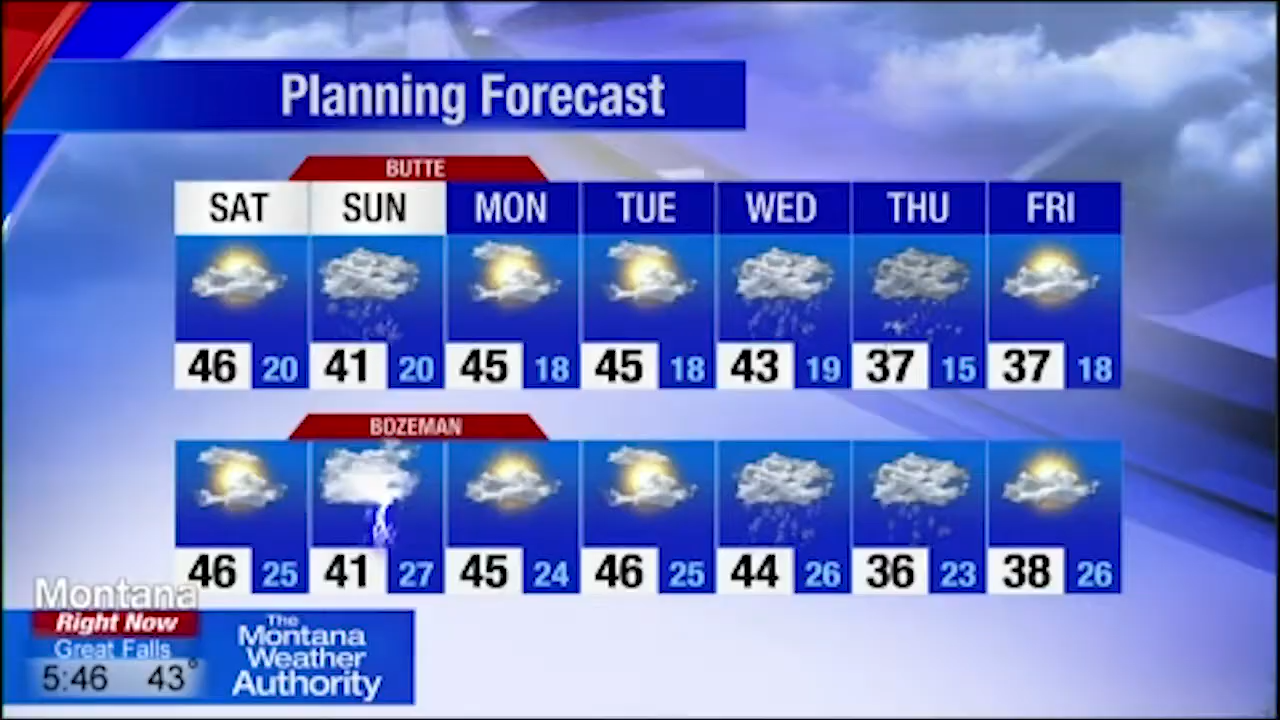 Planning Forecast
BUTTE
SAT SUN MON TUE WED THU FRI
46 20 41 20 45 18 45 18 43 19 37 15 37 18
BOZEMAN
46 25 41 27 45 24 46 25 44 26 36 23 38 26
Montana
Right Now
Great Falls
5:46 43°
The
Montana
Weather
Authority